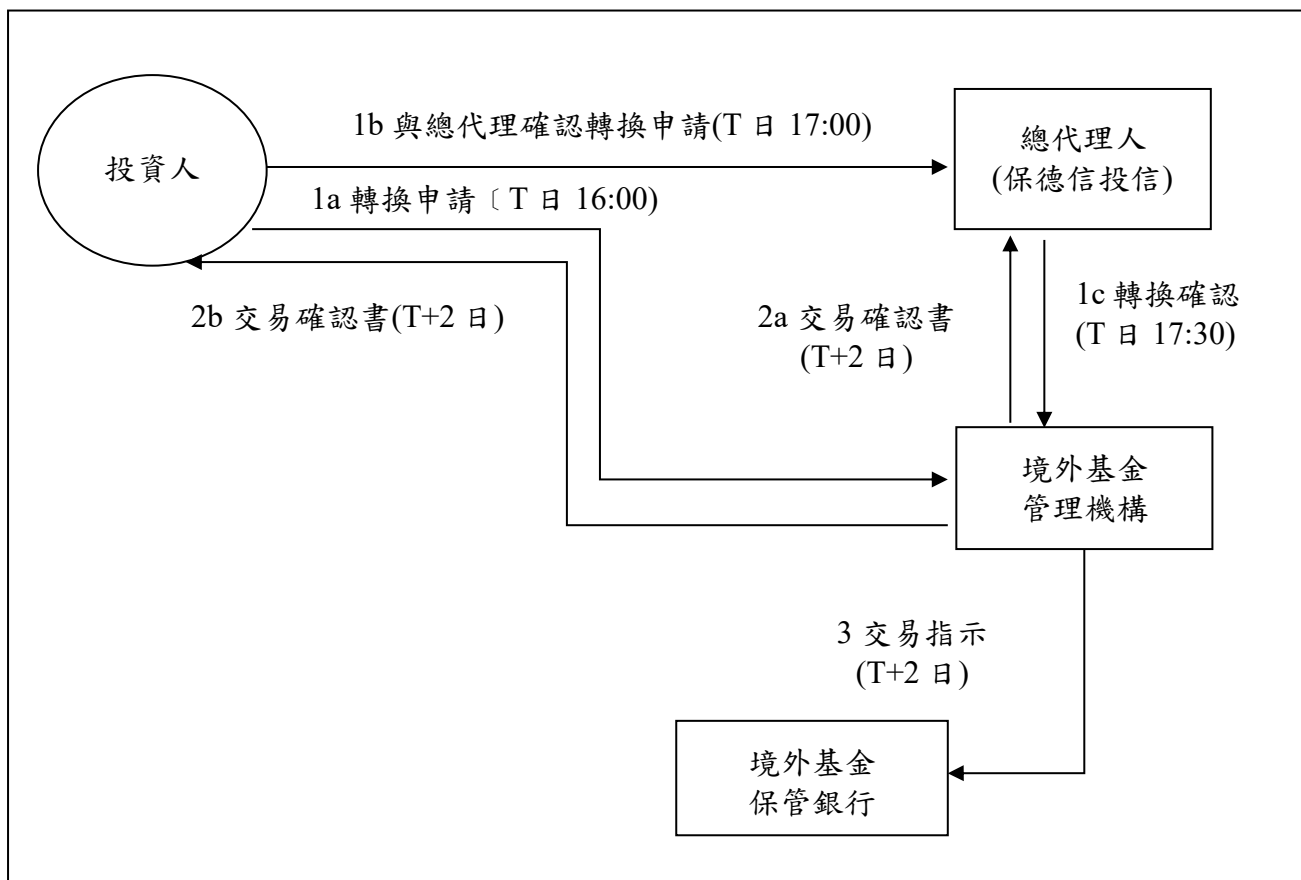 1b 與總代理確認轉換申請(T 日 17:00)
投資人
總代理人
(保德信投信)
1a 轉換申請〔T 日 16:00)
2b 交易確認書(T+2 日)
2a 交易確認書
(T+2 日)
1c 轉換確認
(T 日 17:30)
境外基金
管理機構
3 交易指示
(T+2 日)
境外基金
保管銀行